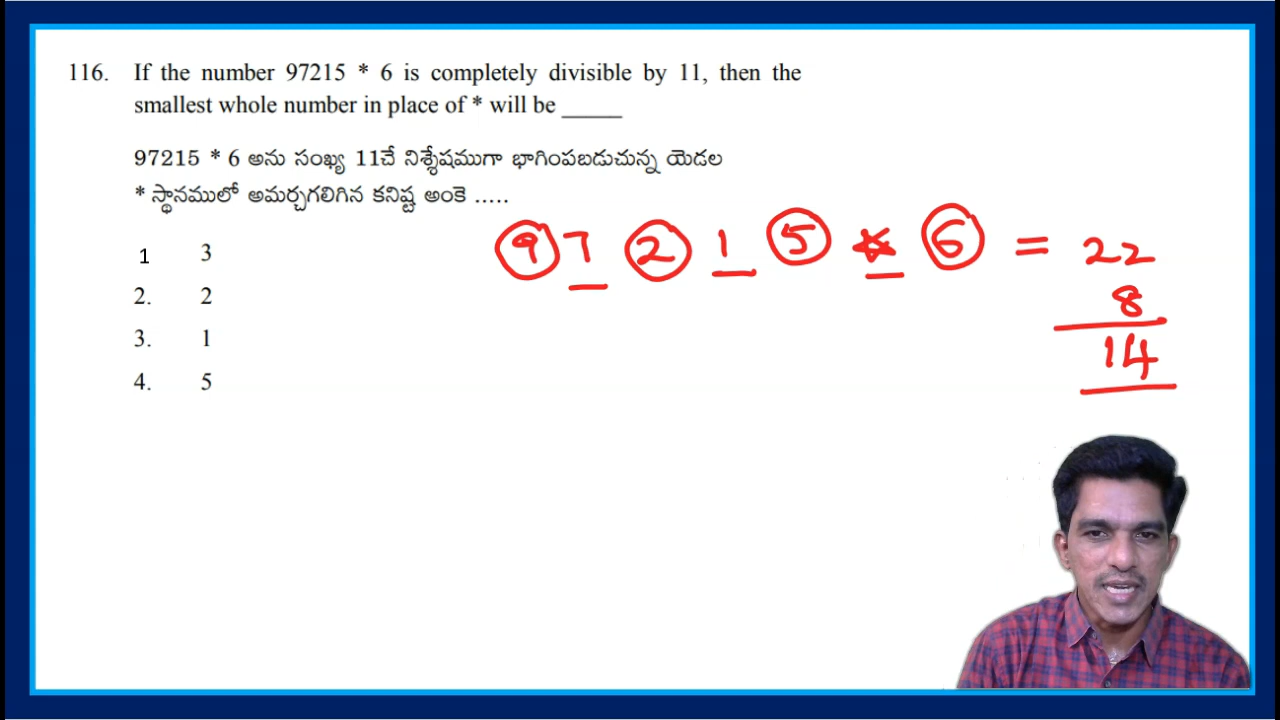 116. If the number 97215 * 6 is completely divisible by 11, then the
smallest whole number in place of * will be _____
97215 * 6 అను సంఖ్య 11చే నిశ్శేషముగా భాగింపబడుచున్న యెడల
* స్థానములో అమర్చగలిగిన కనిష్ట అంకె .....
1 3
2. 2
3. 1
4. 5
9 7 2 1 5 * 6 = 22
8
14